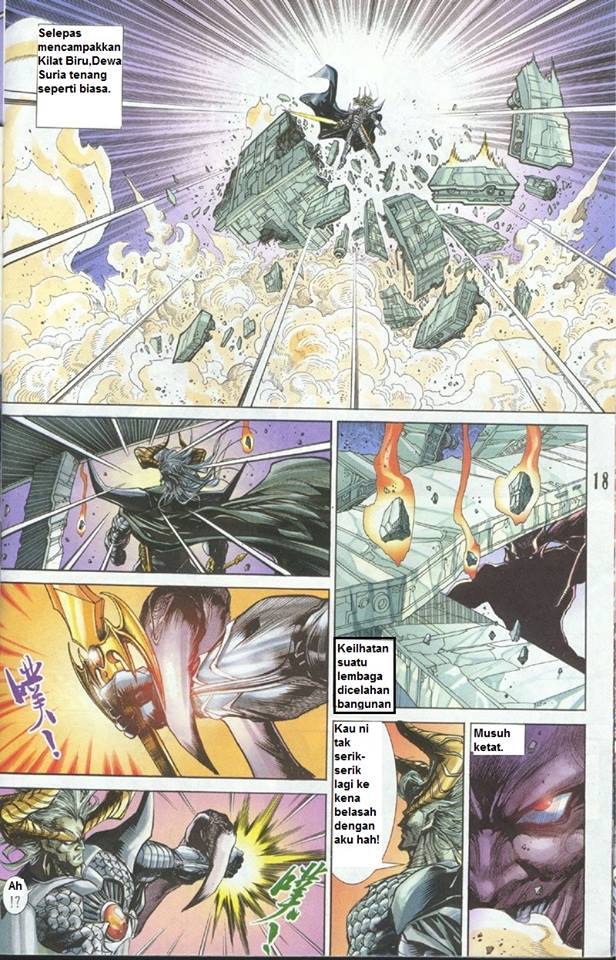 Selepas
mencampakkan
Kilat Biru,Dewa
Suria tenang
seperti biasa.
18
Keilhatan
suatu
lembaga
dicelahan
bangunan
Kau ni
tak
serik-
serik
lagi ke
kena
belasah
dengan
aku hah!
Musuh
ketat.
Ah
!?